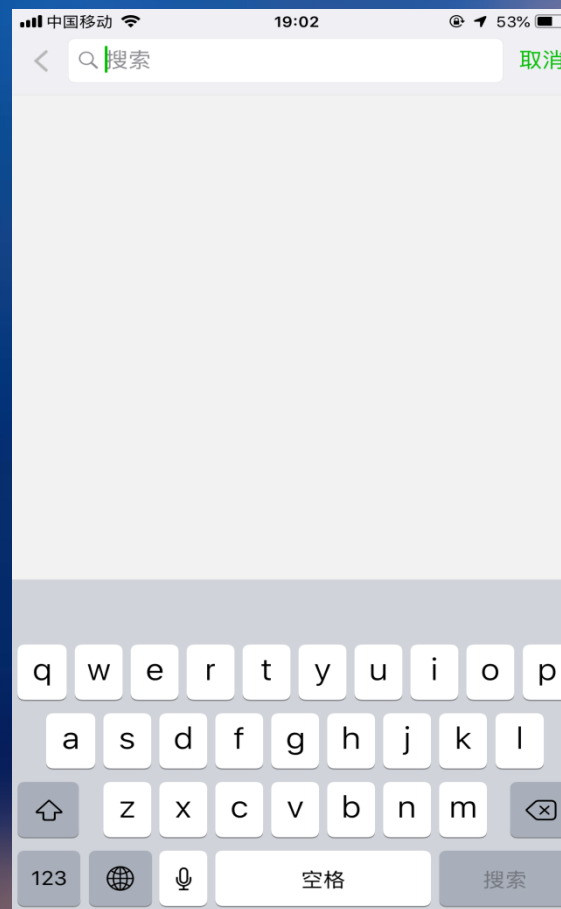 中国移动 19:02 53%
搜索 取消
q w e r t y u i o p
a s d f g h j k l
z x c v b n m
123 空格 搜索